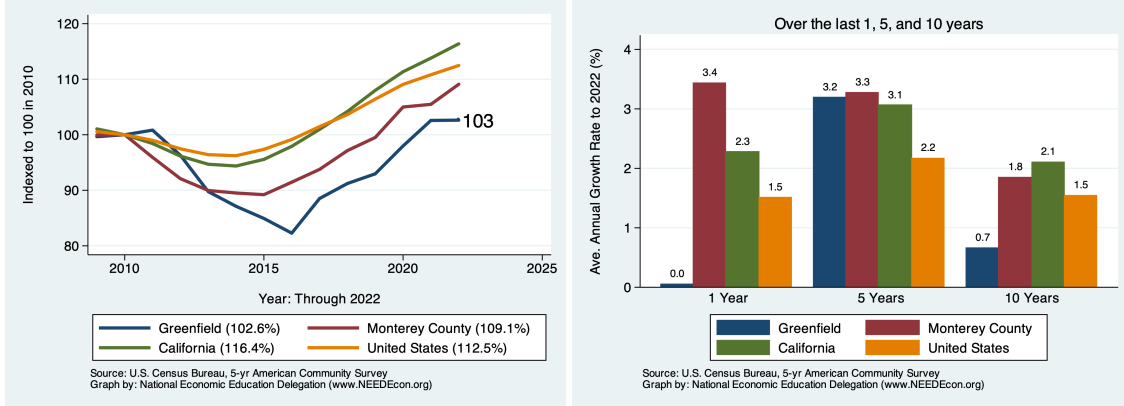 Indexed to 100 in 2010
120
110
100
90
80
103
2010
2015
2020
2025
Year: Through 2022
Greenfield (102.6%)
Monterey County (109.1%)
California (116.4%)
United States (112.5%)
Source: U.S. Census Bureau, 5-yr American Community Survey
Graph by: National Economic Education Delegation (www.NEEDEcon.org)
Over the last 1, 5, and 10 years
Ave. Annual Growth Rate to 2022 (%)
4
3
2
1
0
0.0
3.4
2.3
1.5
3.2
3.3
3.1
2.2
0.7
1.8
2.1
1.5
1 Year
5 Years
10 Years
Greenfield
Monterey County
California
United States
Source: U.S. Census Bureau, 5-yr American Community Survey
Graph by: National Economic Education Delegation (www.NEEDEcon.org)